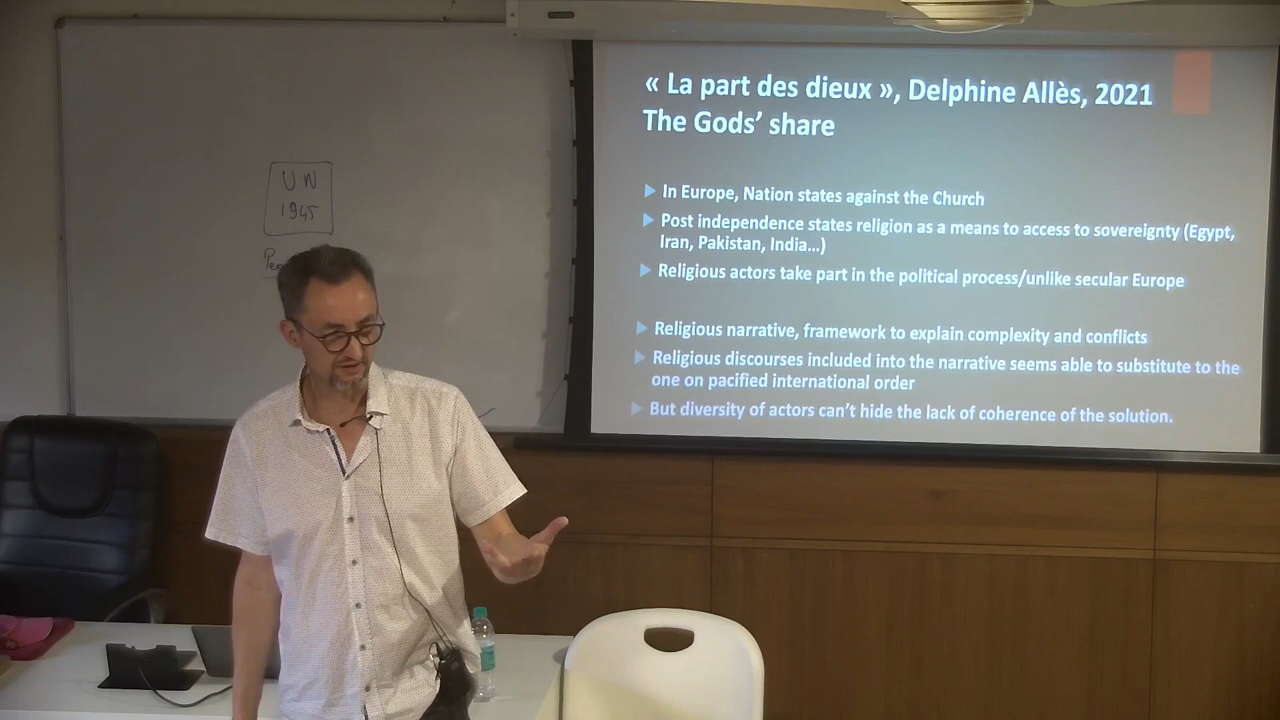 UN
1945
« La part des dieux », Delphine Allès, 2021
The Gods' share
In Europe, Nation states against the Church
Post independence states religion as a means to access to sovereignty (Egypt,
Iran, Pakistan, India...)
Religious actors take part in the political process/unlike secular Europe
Religious narrative, framework to explain complexity and conflicts
Religious discourses included into the narrative seems able to substitute to the
one on pacified international order
But diversity of actors can't hide the lack of coherence of the solution.